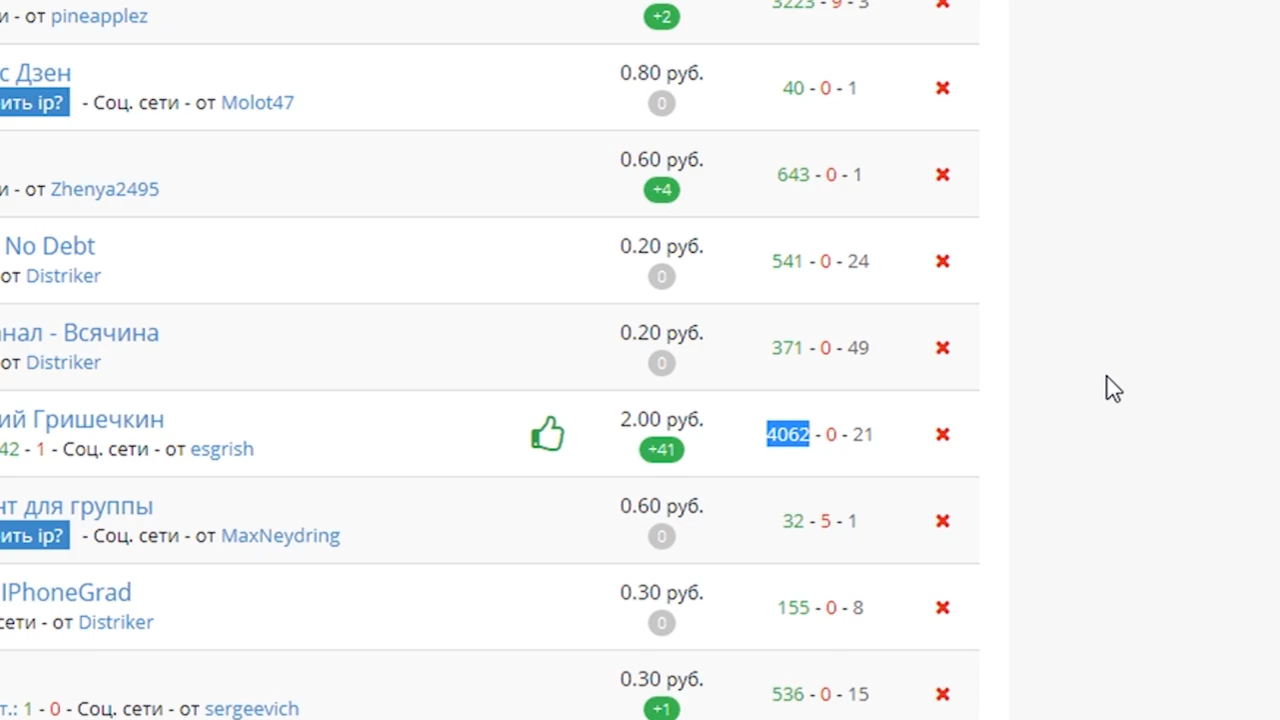 и - от pineapplez +2 3223 - 9 - 3
с Дзен 0.80 руб.
ить ip? - Соц. сети - от Molot47 0 40 - 0 - 1
0.60 руб.
и - от Zhenya2495 +4 643 - 0 - 1
No Debt 0.20 руб.
от Distriker 0 541 - 0 - 24
нал - Всячина 0.20 руб.
от Distriker 0 371 - 0 - 49
ий Гришечкин 2.00 руб.
42 - 1 - Соц. сети - от esgrish +41 4062 - 0 - 21
нт для группы 0.60 руб.
ить ip? - Соц. сети - от MaxNeydring 0 32 - 5 - 1
IPhoneGrad 0.30 руб.
сети - от Distriker 0 155 - 0 - 8
0.30 руб.
т.: 1 - 0 - Соц. сети - от sergeevich +1 536 - 0 - 15